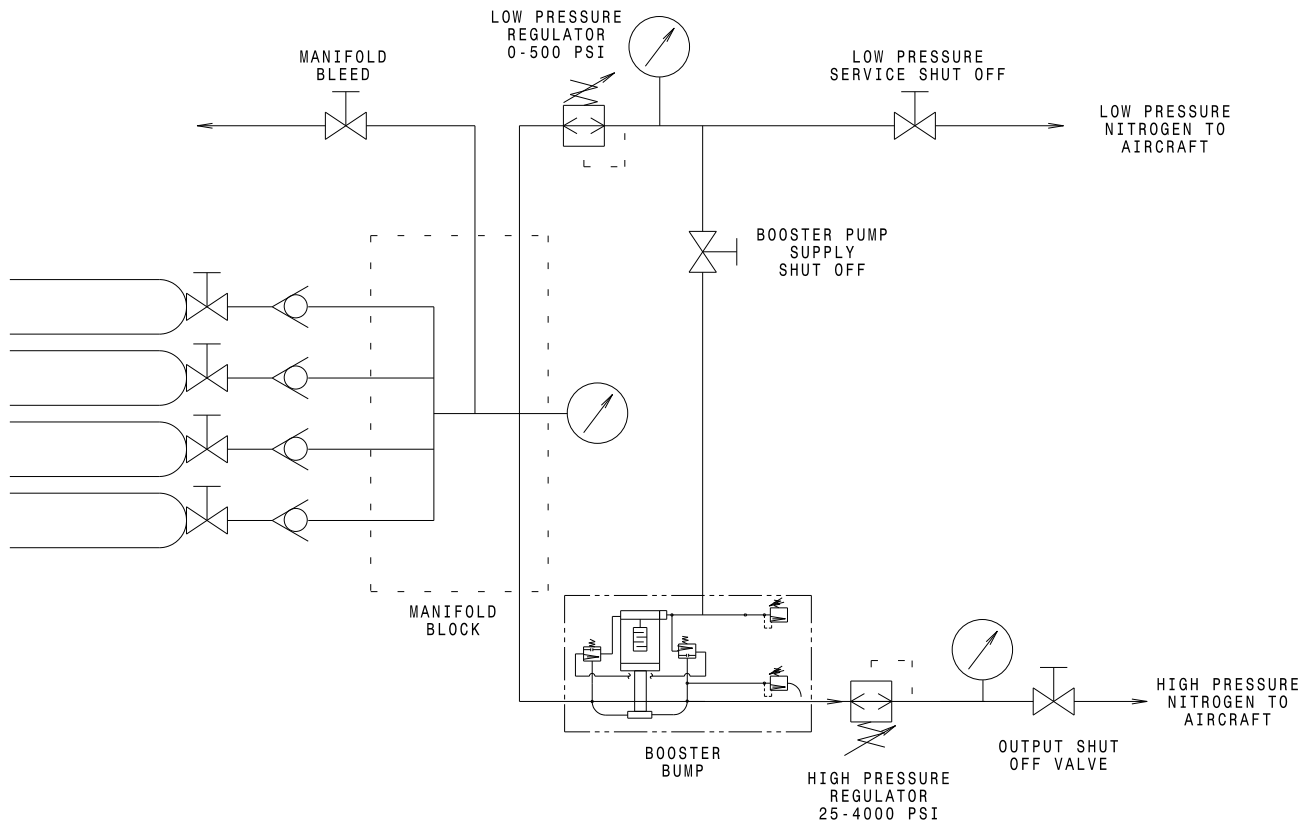 LOW PRESSURE
REGULATOR
0-500 PSI
MANIFOLD
BLEED
LOW PRESSURE
SERVICE SHUT OFF
LOW PRESSURE
NITROGEN TO
AIRCRAFT
BOOSTER PUMP
SUPPLY
SHUT OFF
MANIFOLD
BLOCK
BOOSTER
BUMP
HIGH PRESSURE
NITROGEN TO
AIRCRAFT
OUTPUT SHUT
OFF VALVE
HIGH PRESSURE
REGULATOR
25-4000 PSI